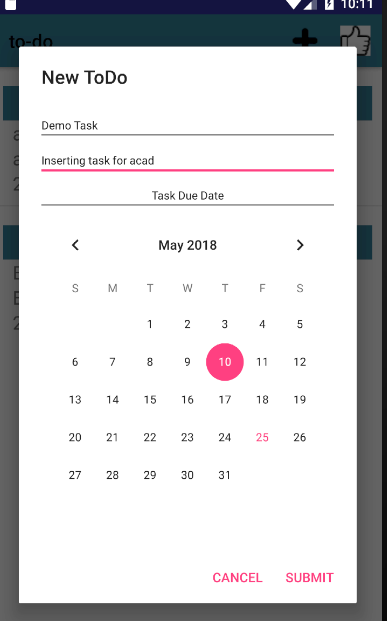 10:11
to-do
New ToDo
Demo Task
Inserting task for acad
Task Due Date
May 2018
S M T W T F S
1 2 3 4 5
6 7 8 9 10 11 12
13 14 15 16 17 18 19
20 21 22 23 24 25 26
27 28 29 30 31
CANCEL SUBMIT